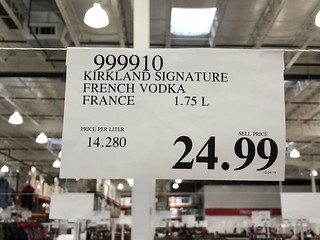 999910
KIRKLAND SIGNATURE
FRENCH VODKA
FRANCE 1.75 L
PRICE PER LITER
14.280
SELL PRICE
24.99